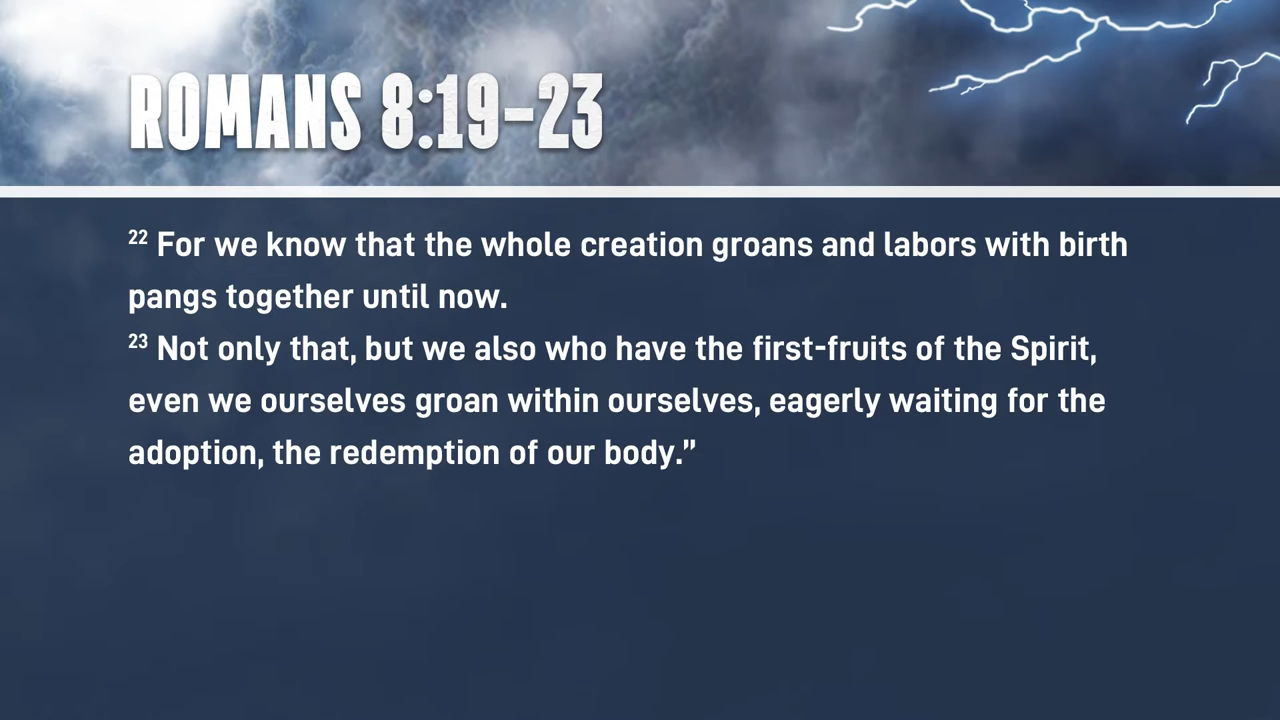 ROMANS 8:19-23
²² For we know that the whole creation groans and labors with birth
pangs together until now.
²³ Not only that, but we also who have the first-fruits of the Spirit,
even we ourselves groan within ourselves, eagerly waiting for the
adoption, the redemption of our body.”